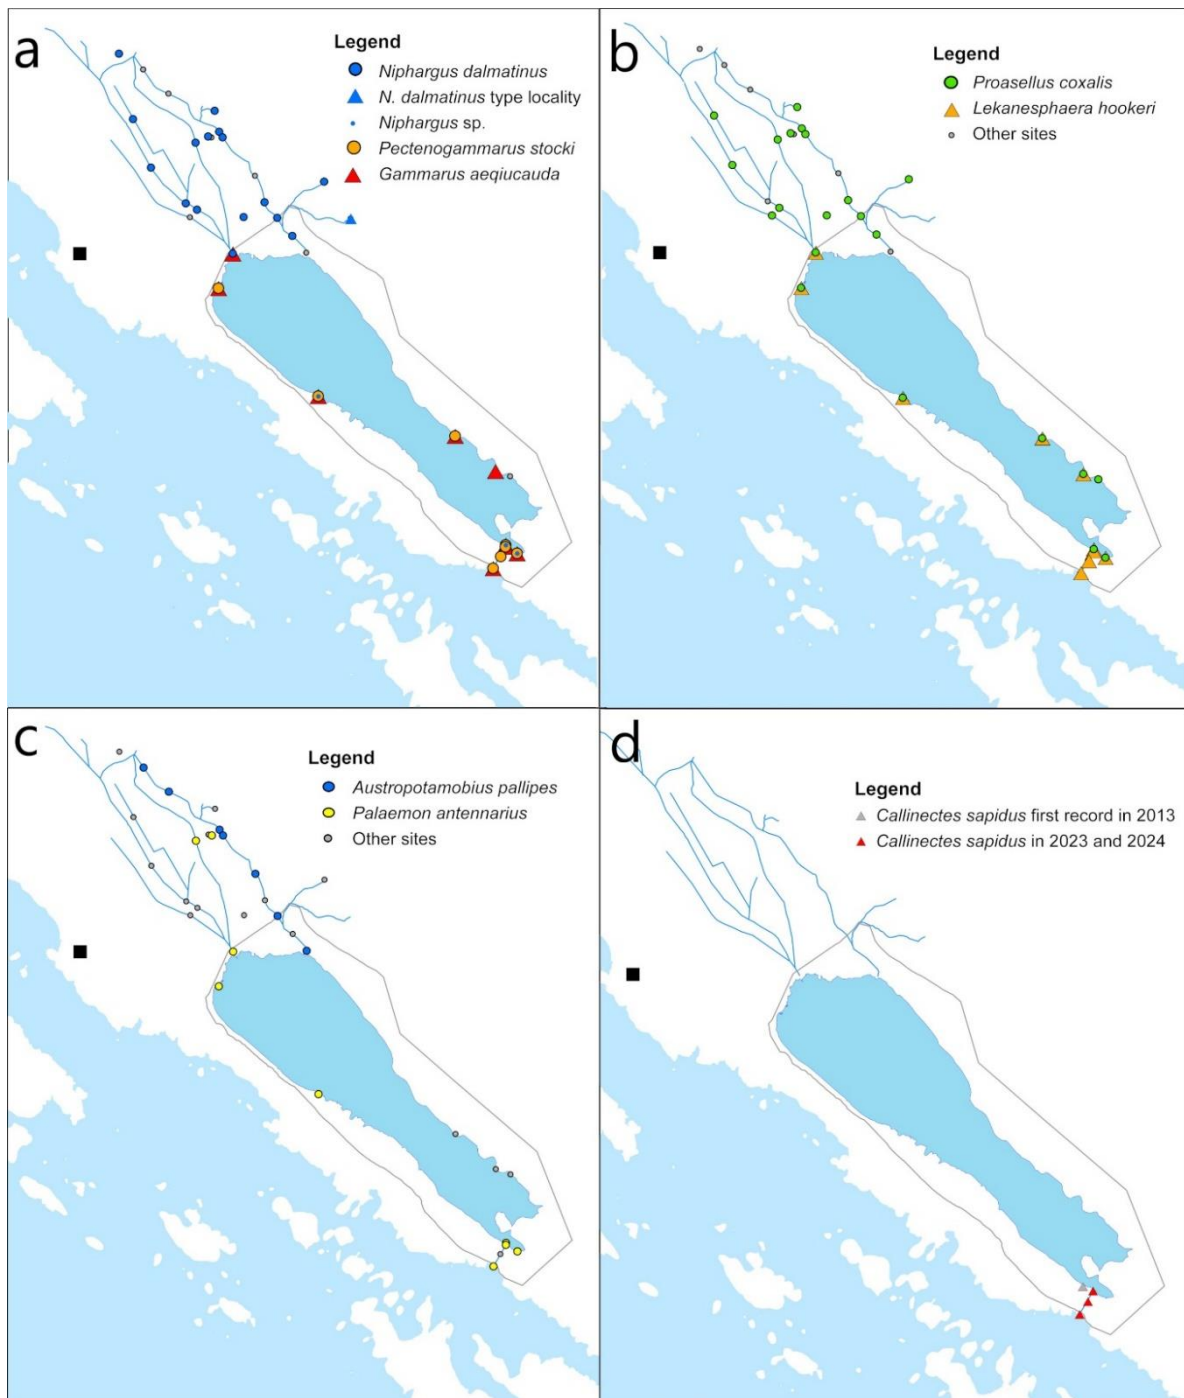 a
Legend
Niphargus dalmatinus
N. dalmatinus type locality
Niphargus sp.
Pectenogammarus stocki
Gammarus aeqiucauda
b
Legend
Proasellus coxalis
Lekanesphaera hookeri
Other sites
c
Legend
Austropotamobius pallipes
Palaemon antennarius
Other sites
d
Legend
Callinectes sapidus first record in 2013
Callinectes sapidus in 2023 and 2024